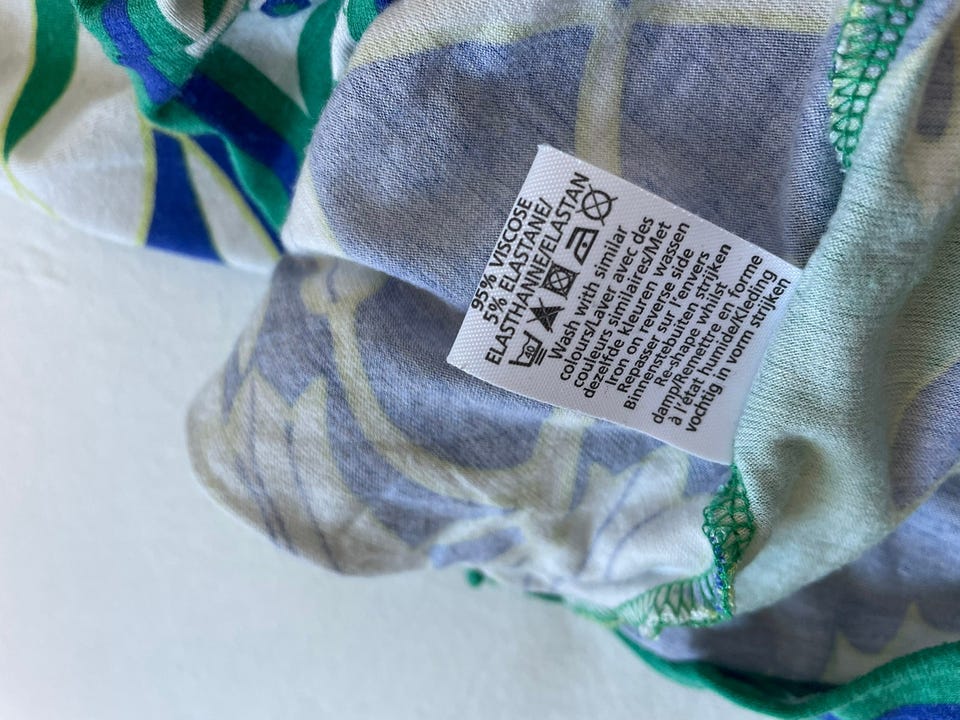 95% VISCOSE
5% ELASTANE/
ELASTHANNE/ELASTAN
40
Wash with similar
colours/Laver avec des
couleurs similaires/Met
dezelfde kleuren wassen
Iron on reverse side
Repasser sur l'envers
Binnenstebuiten strijken
Re-shape whilst
damp/Remettre en forme
à l'état humide/Kleding
vochtig in vorm strijken